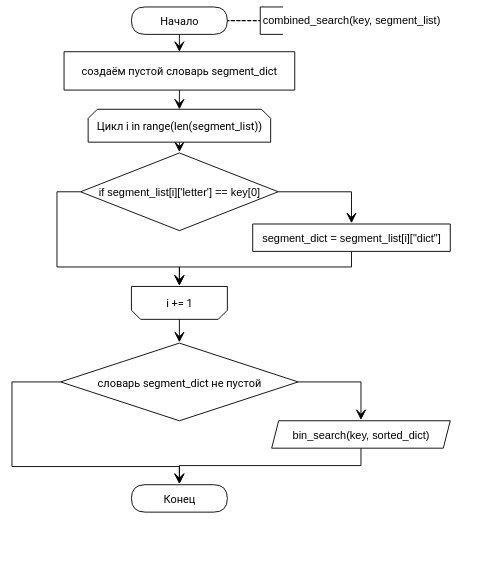 Начало
combined_search(key, segment_list)
создаём пустой словарь segment_dict
Цикл i in range(len(segment_list))
if segment_list[i]['letter'] == key[0]
segment_dict = segment_list[i]["dict"]
i += 1
словарь segment_dict не пустой
bin_search(key, sorted_dict)
Конец